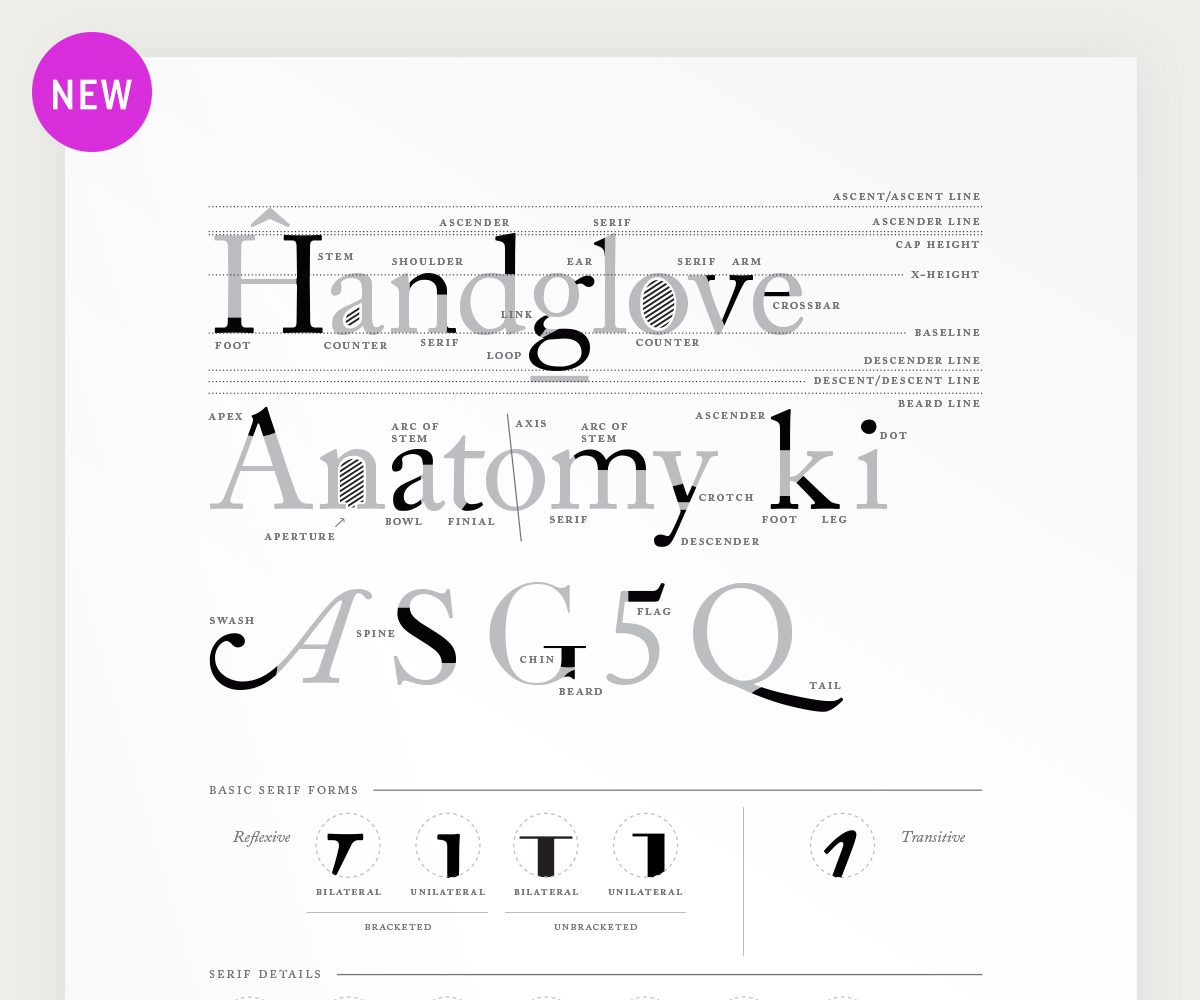 NEW
ASCENT/ASCENT LINE
ASCENDER SERIF ASCENDER LINE
CAP HEIGHT
STEM SHOULDER EAR SERIF ARM
X-HEIGHT
Ĥandglove
CROSSBAR
LINK
BASELINE
FOOT COUNTER SERIF COUNTER
LOOP
DESCENDER LINE
DESCENT/DESCENT LINE
BEARD LINE
APEX ARC OF STEM AXIS ARC OF STEM ASCENDER
DOT
Anatomy ki
CROTCH
BOWL FINIAL SERIF FOOT LEG
APERTURE DESCENDER
ASG5Q
FLAG
SWASH
SPINE
CHIN
BEARD TAIL
BASIC SERIF FORMS
Reflexive Transitive
BILATERAL UNILATERAL BILATERAL UNILATERAL
BRACKETED UNBRACKETED
SERIF DETAILS